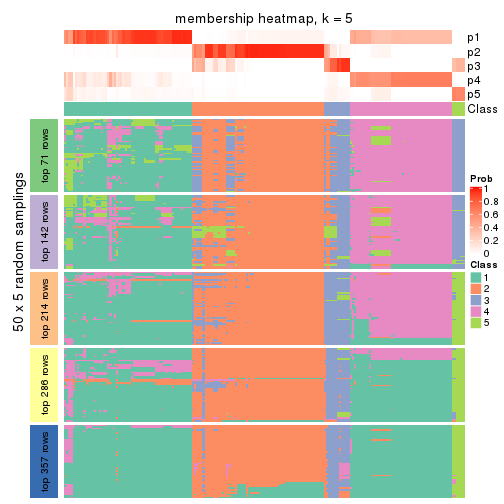 membership heatmap, k = 5
p1
p2
p3
p4
p5
Class
50 x 5 random samplings
top 71 rows
top 142 rows
top 214 rows
top 286 rows
top 357 rows
Prob
1
0.8
0.6
0.4
0.2
0
Class
1
2
3
4
5